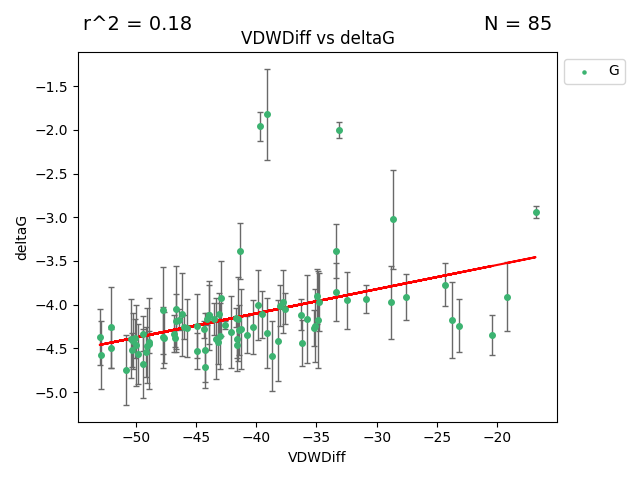 r^2 = 0.18
N = 85
VDWDiff vs deltaG
G
−1.5
−2.0
−2.5
−3.0
−3.5
−4.0
−4.5
−5.0
deltaG
−50 −45 −40 −35 −30 −25 −20
VDWDiff